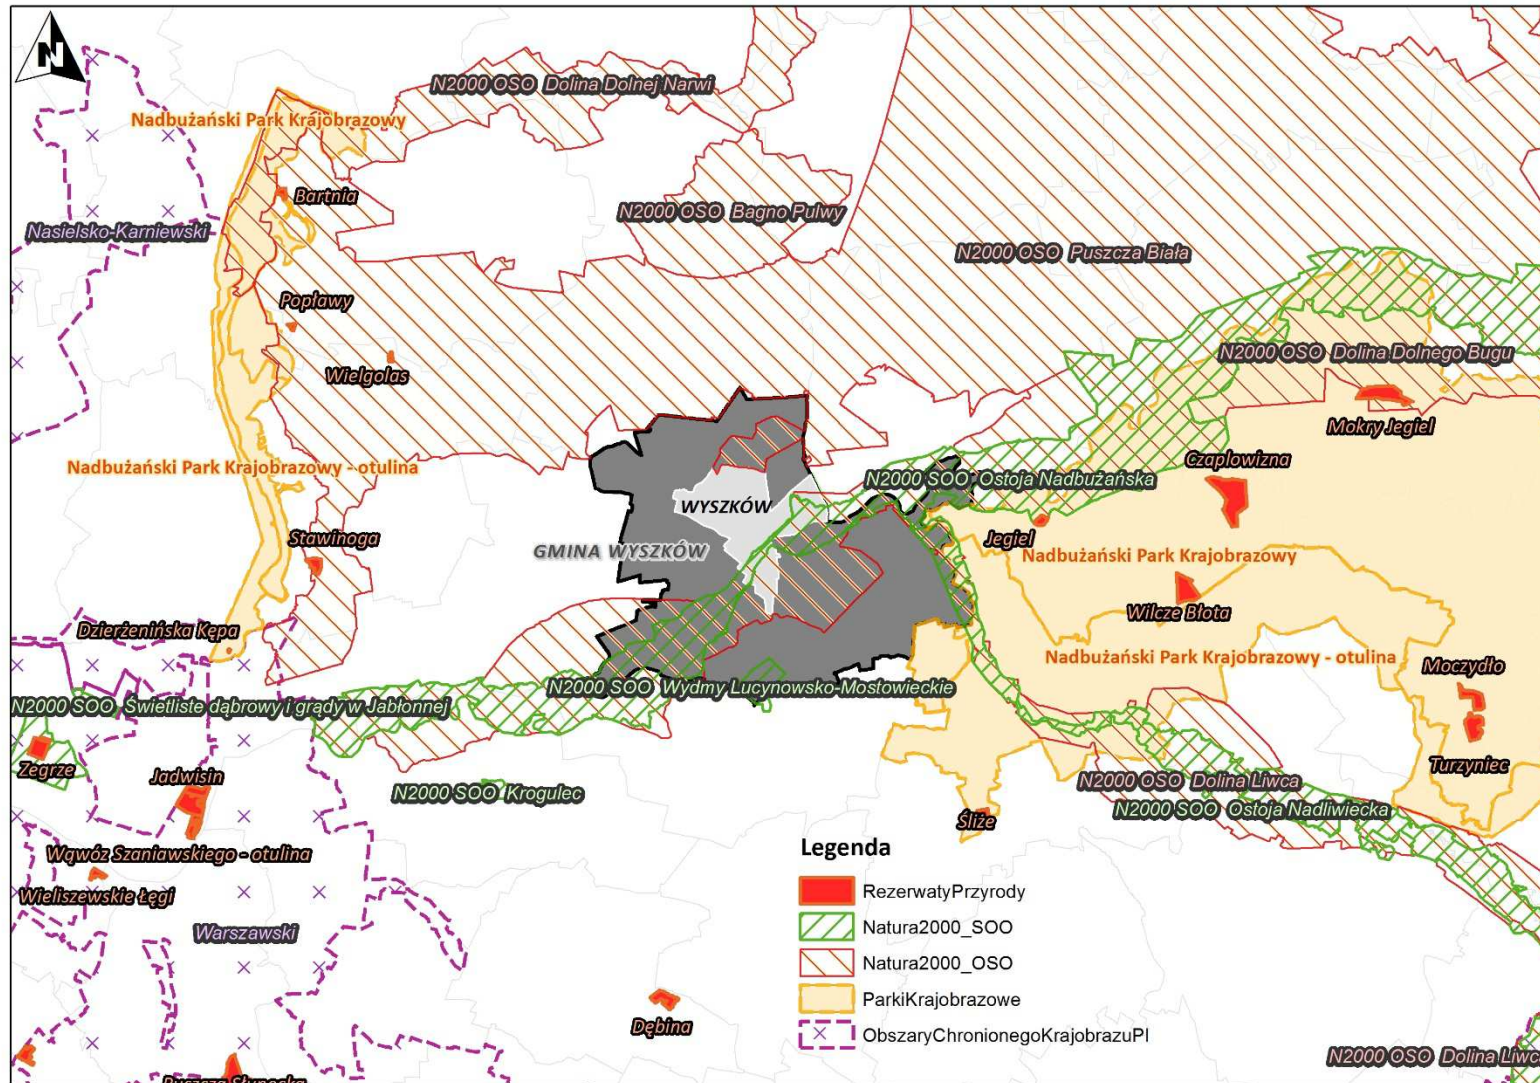 N
N2000 OSO Dolina Dolnej Narwi
Nadbużański Park Krajobrazowy
Bartnia
N2000 OSO Bagno Pulwy
Nasielsko-Karniewski
N2000 OSO Puszcza Biała
Popławy
N2000 OSO Dolina Dolnego Bugu
Wielgolas
Mokry Jegiel
Nadbużański Park Krajobrazowy - otulina
Czaplowizna
N2000 SOO Ostoja Nadbużańska
WYSZKÓW
Stawinoga
Jegiel
GMINA WYSZKÓW
Nadbużański Park Krajobrazowy
Wilcze Błota
Dzierżenińska Kępa
Nadbużański Park Krajobrazowy - otulina
Moczydło
N2000 SOO Wydmy Lucynowsko-Mostowieckie
N2000 SOO Świetliste dąbrowy i grądy w Jabłonnej
Zegrze
Jadwisin
Turzyniec
N2000 SOO Krogulec
N2000 OSO Dolina Liwca
N2000 SOO Ostoja Nadliwiecka
Śliże
Wąwóz Szaniawskiego - otulina
Wieliszewskie Łęgi
Warszawski
Legenda
RezerwatyPrzyrody
Natura2000_SOO
Natura2000_OSO
ParkiKrajobrazowe
ObszaryChronionegoKrajobrazuPl
Dębina
N2000 OSO Dolina Liwca